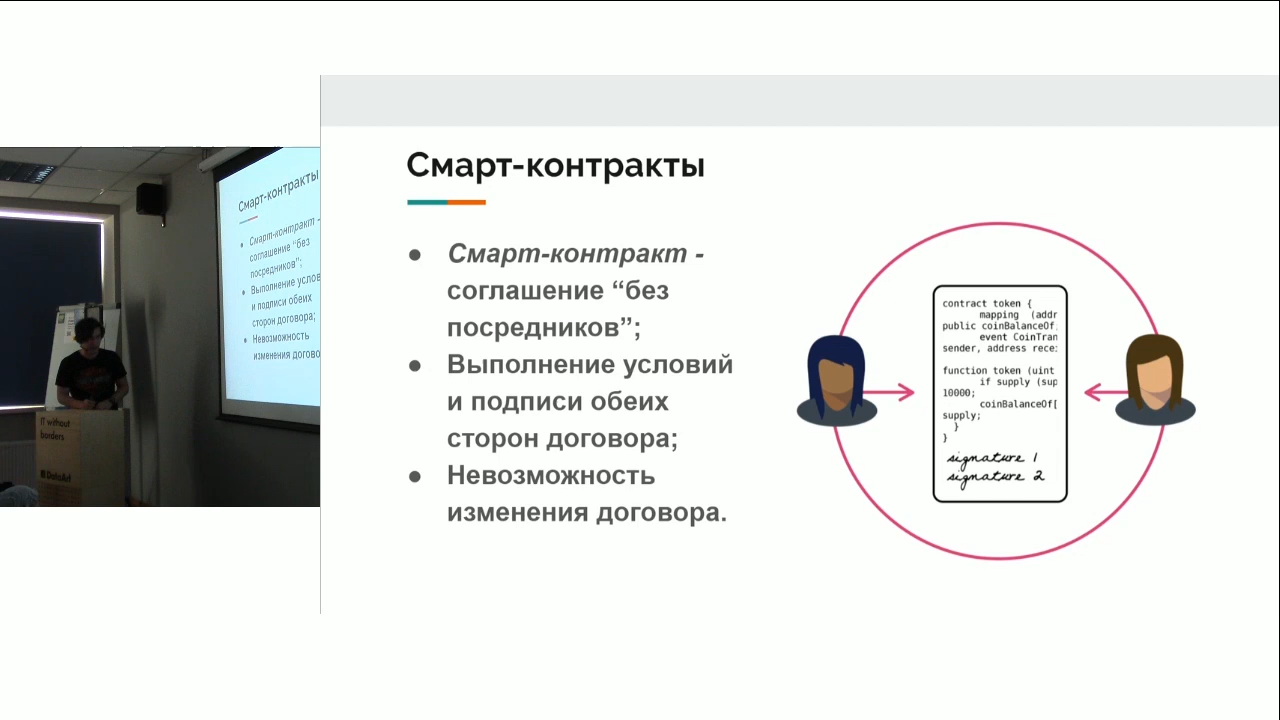 Смарт-контракты
Смарт-контракт -
соглашение “без
посредников”;
Выполнение условий
и подписи обеих
сторон договора;
Невозможность
изменения договора.
contract token {
mapping (addr
public coinBalanceOf
event CoinTran
sender, address rece
function token (uint
if supply (sup
10000;
coinBalanceOf[
supply;
}
}
signature 1
signature 2
Смарт-контракты
Смарт-контракт -
соглашение “без
посредников”;
Выполнение услов
и подписи обеих
сторон договора;
Невозможность
изменения догово
IT without
borders
DataArt